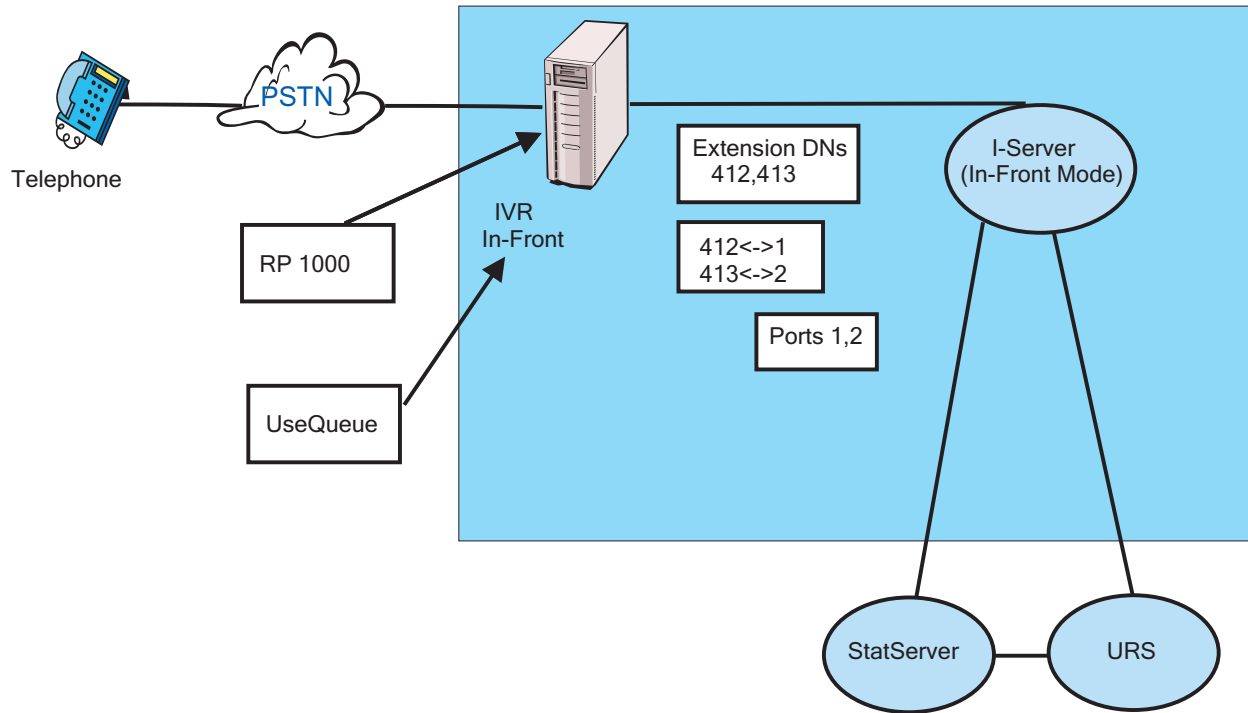 PSTN
Telephone
Extension DNs
412,413
I-Server
(In-Front Mode)
IVR
In-Front
RP 1000
412<->1
413<->2
Ports 1,2
UseQueue
StatServer
URS